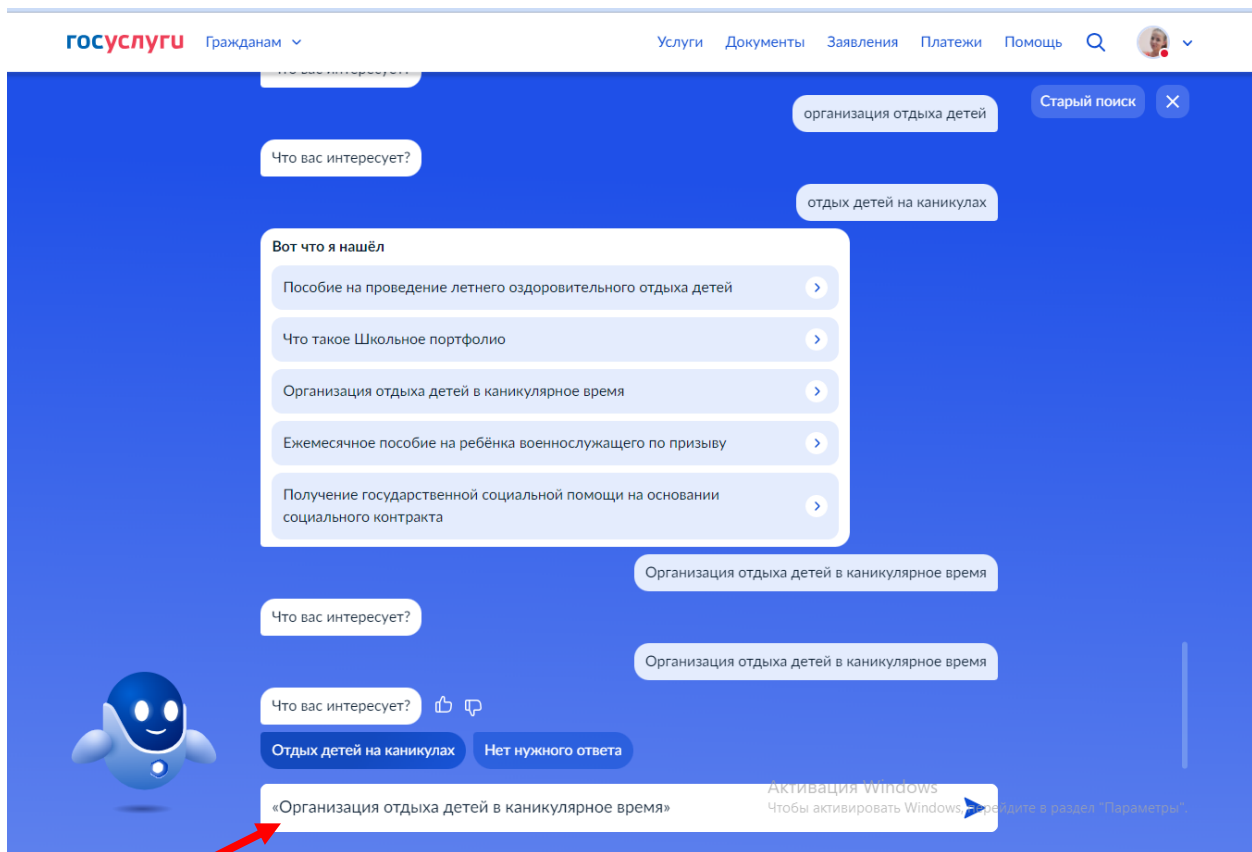 госуслуги Гражданам Услуги Документы Заявления Платежи Помощь
Что вас интересует?
Старый поиск
организация отдыха детей
Что вас интересует?
отдых детей на каникулах
Вот что я нашёл
Пособие на проведение летнего оздоровительного отдыха детей
Что такое Школьное портфолио
Организация отдыха детей в каникулярное время
Ежемесячное пособие на ребёнка военнослужащего по призыву
Получение государственной социальной помощи на основании
социального контракта
Организация отдыха детей в каникулярное время
Что вас интересует?
Организация отдыха детей в каникулярное время
Что вас интересует?
Отдых детей на каникулах Нет нужного ответа
«Организация отдыха детей в каникулярное время»
Активация Windows
Чтобы активировать Windows, перейдите в раздел "Параметры".